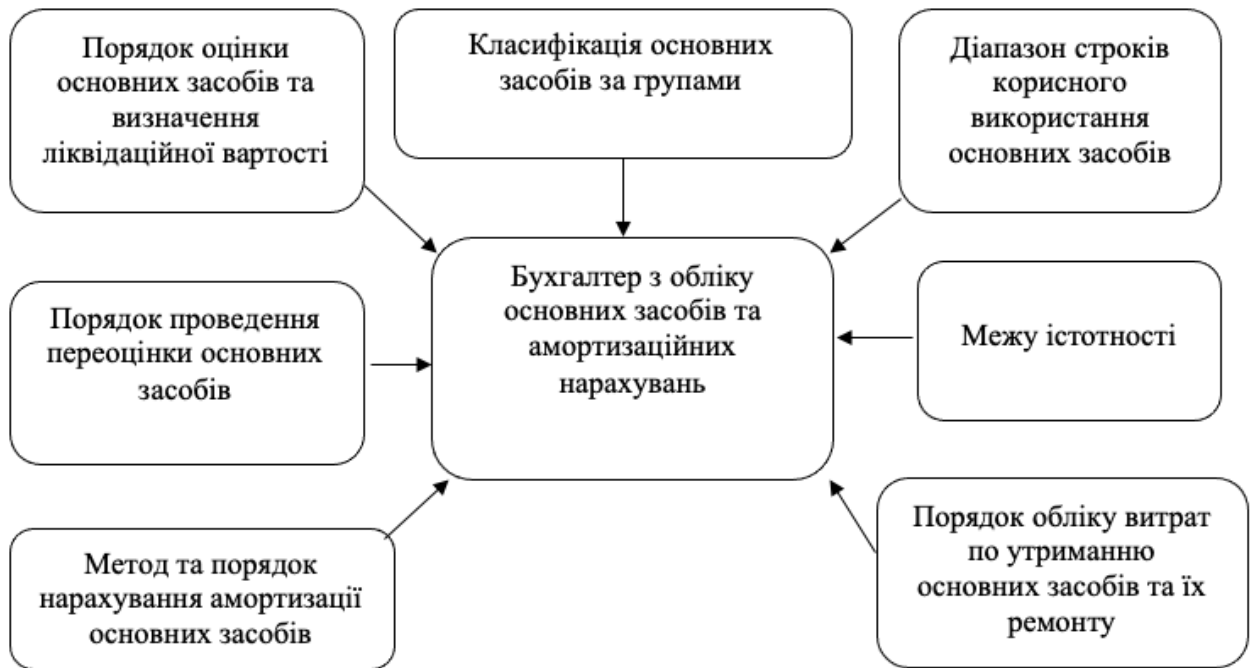 Порядок оцінки
основних засобів та
визначення
ліквідаційної вартості
Класифікація основних
засобів за групами
Діапазон строків
корисного
використання
основних засобів
Порядок проведення
переоцінки основних
засобів
Бухгалтер з обліку
основних засобів та
амортизаційних
нарахувань
Межу істотності
Метод та порядок
нарахування амортизації
основних засобів
Порядок обліку витрат
по утриманню
основних засобів та їх
ремонту